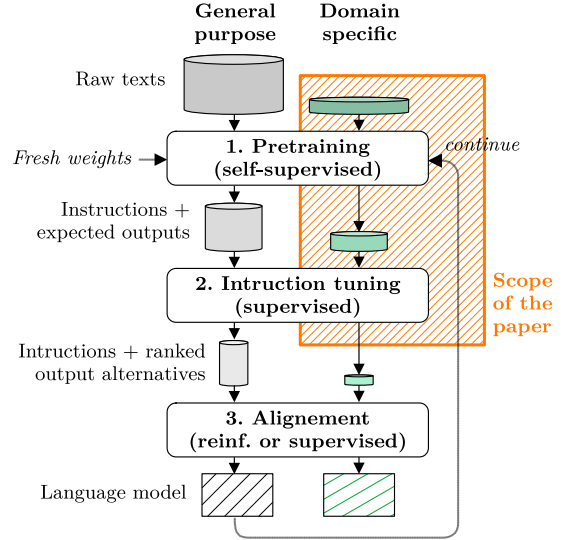 General
purpose
Domain
specific
Raw texts
Fresh weights
1. Pretraining
(self-supervised)
continue
Instructions +
expected outputs
2. Intruction tuning
(supervised)
Scope
of the
paper
Intructions + ranked
output alternatives
3. Alignement
(reinf. or supervised)
Language model